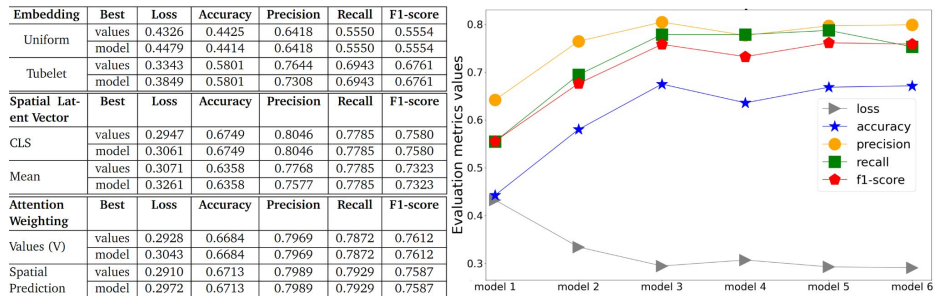 Embedding Best Loss Accuracy Precision Recall F1-score
Uniform values 0.4326 0.4425 0.6418 0.5550 0.5554
model 0.4479 0.4414 0.6418 0.5550 0.5554
Tubelet values 0.3343 0.5801 0.7644 0.6943 0.6761
model 0.3849 0.5801 0.7308 0.6943 0.6761
Spatial Lat-
ent Vector Best Loss Accuracy Precision Recall F1-score
CLS values 0.2947 0.6749 0.8046 0.7785 0.7580
model 0.3061 0.6749 0.8046 0.7785 0.7580
Mean values 0.3071 0.6358 0.7768 0.7785 0.7323
model 0.3261 0.6358 0.7577 0.7785 0.7323
Attention
Weighting Best Loss Accuracy Precision Recall F1-score
Values (V) values 0.2928 0.6684 0.7969 0.7872 0.7612
model 0.3043 0.6684 0.7969 0.7872 0.7612
Spatial values 0.2910 0.6713 0.7989 0.7929 0.7587
Prediction model 0.2972 0.6713 0.7989 0.7929 0.7587
Evaluation metrics values
0.8
0.7
0.6
0.5
0.4
0.3
loss
accuracy
precision
recall
f1-score
model 1 model 2 model 3 model 4 model 5 model 6